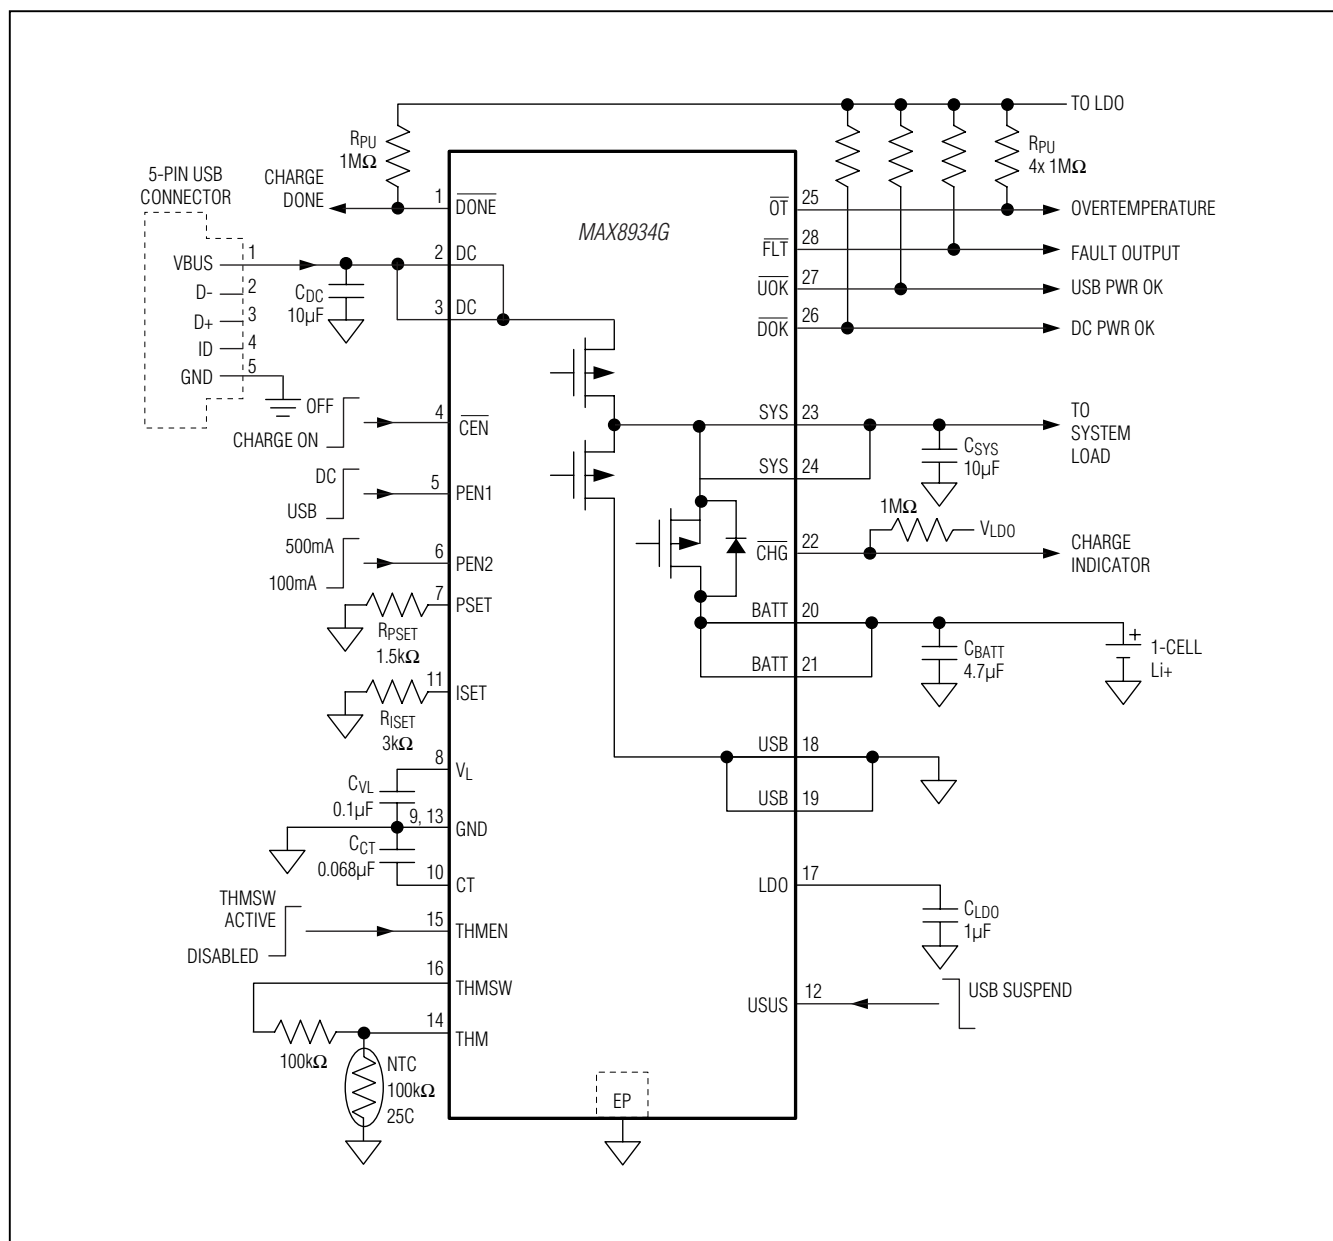 TO LDO
RPU
1MΩ
RPU
4x 1MΩ
5-PIN USB
CONNECTOR
CHARGE
DONE
1
DONE
MAX8934G
OT
25
OVERTEMPERATURE
FLT
28
FAULT OUTPUT
UOK
27
USB PWR OK
DOK
26
DC PWR OK
VBUS
1
D-
2
D+
3
ID
4
GND
5
CDC
10µF
2
DC
3
DC
OFF
CHARGE ON
4
CEN
DC
USB
5
PEN1
500mA
100mA
6
PEN2
7
PSET
RPSET
1.5kΩ
11
ISET
RISET
3kΩ
8
VL
CVL
0.1µF
9, 13
GND
CCT
0.068µF
10
CT
THMSW
ACTIVE
DISABLED
15
THMEN
16
THMSW
14
THM
100kΩ
NTC
100kΩ
25C
EP
SYS
23
TO
SYSTEM
LOAD
SYS
24
CSYS
10µF
1MΩ
VLDO
CHG
22
CHARGE
INDICATOR
BATT
20
BATT
21
CBATT
4.7µF
+
1-CELL
Li+
USB
18
USB
19
LDO
17
CLDO
1µF
USUS
12
USB SUSPEND